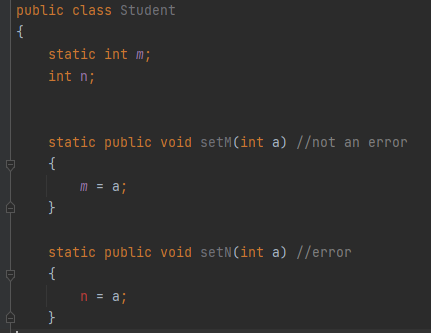 public class Student
{
static int m;
int n;
static public void setM(int a) //not an error
{
m = a;
}
static public void setN(int a) //error
{
n = a;
}